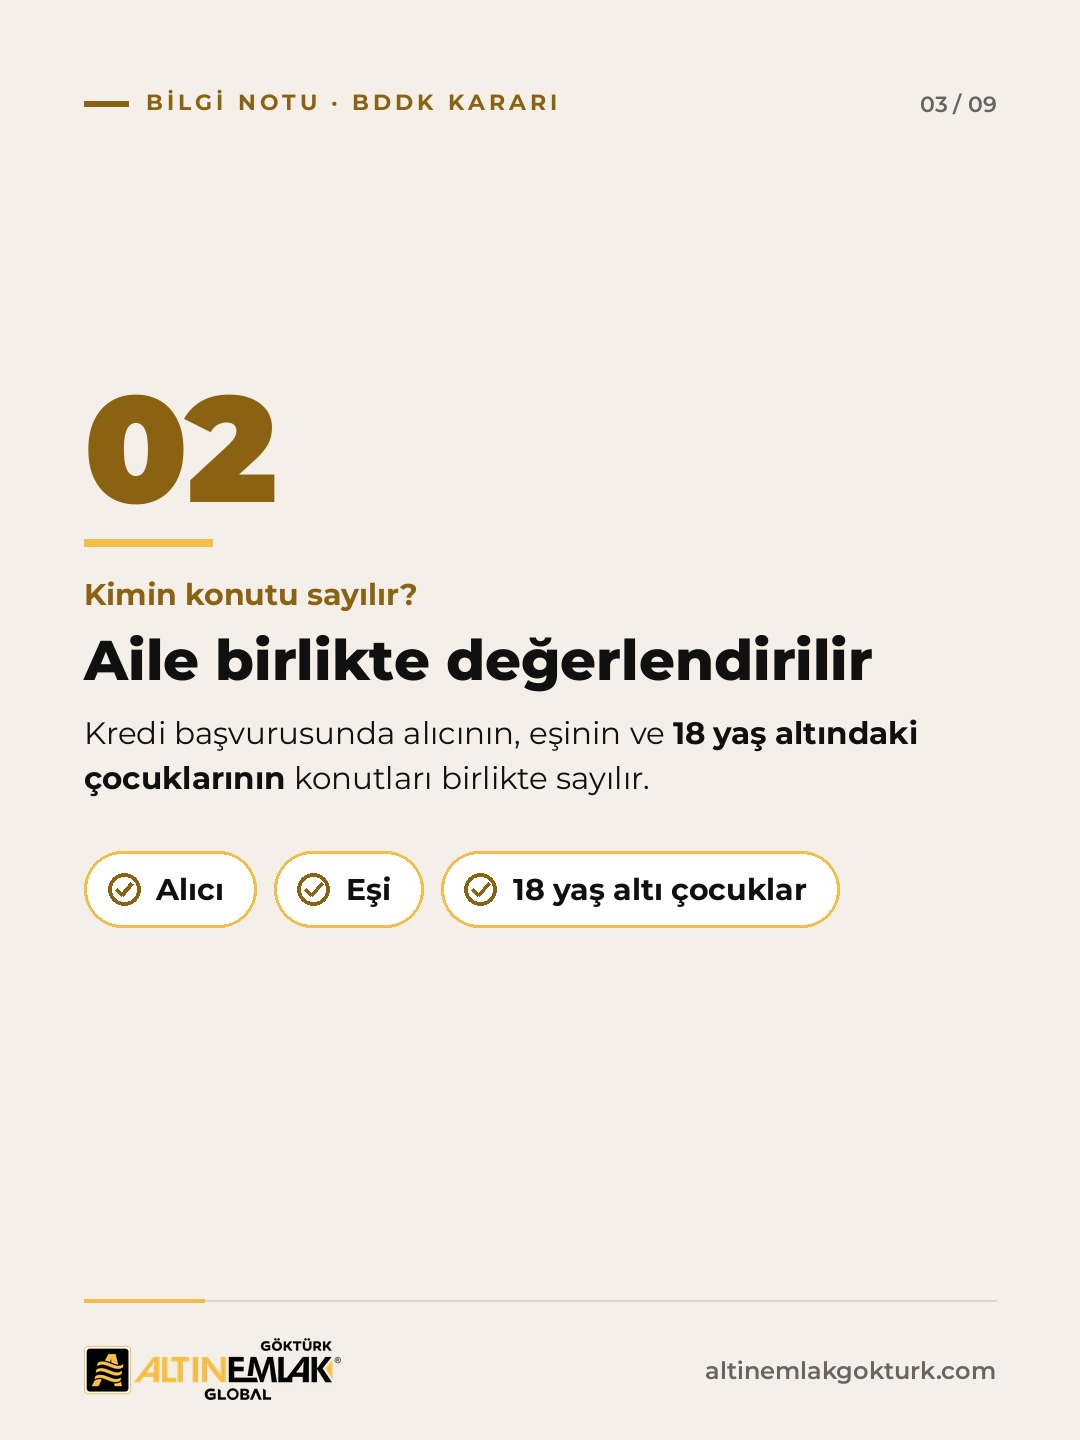 BİLGİ NOTU · BDDK KARARI
03 / 09
02
Kimin konutu sayılır?
Aile birlikte değerlendirilir
Kredi başvurusunda alıcının, eşinin ve 18 yaş altındaki
çocuklarının konutları birlikte sayılır.
Alıcı
Eşi
18 yaş altı çocuklar
GÖKTÜRK
ALTINEMLAK®
GLOBAL
altinemlakgokturk.com